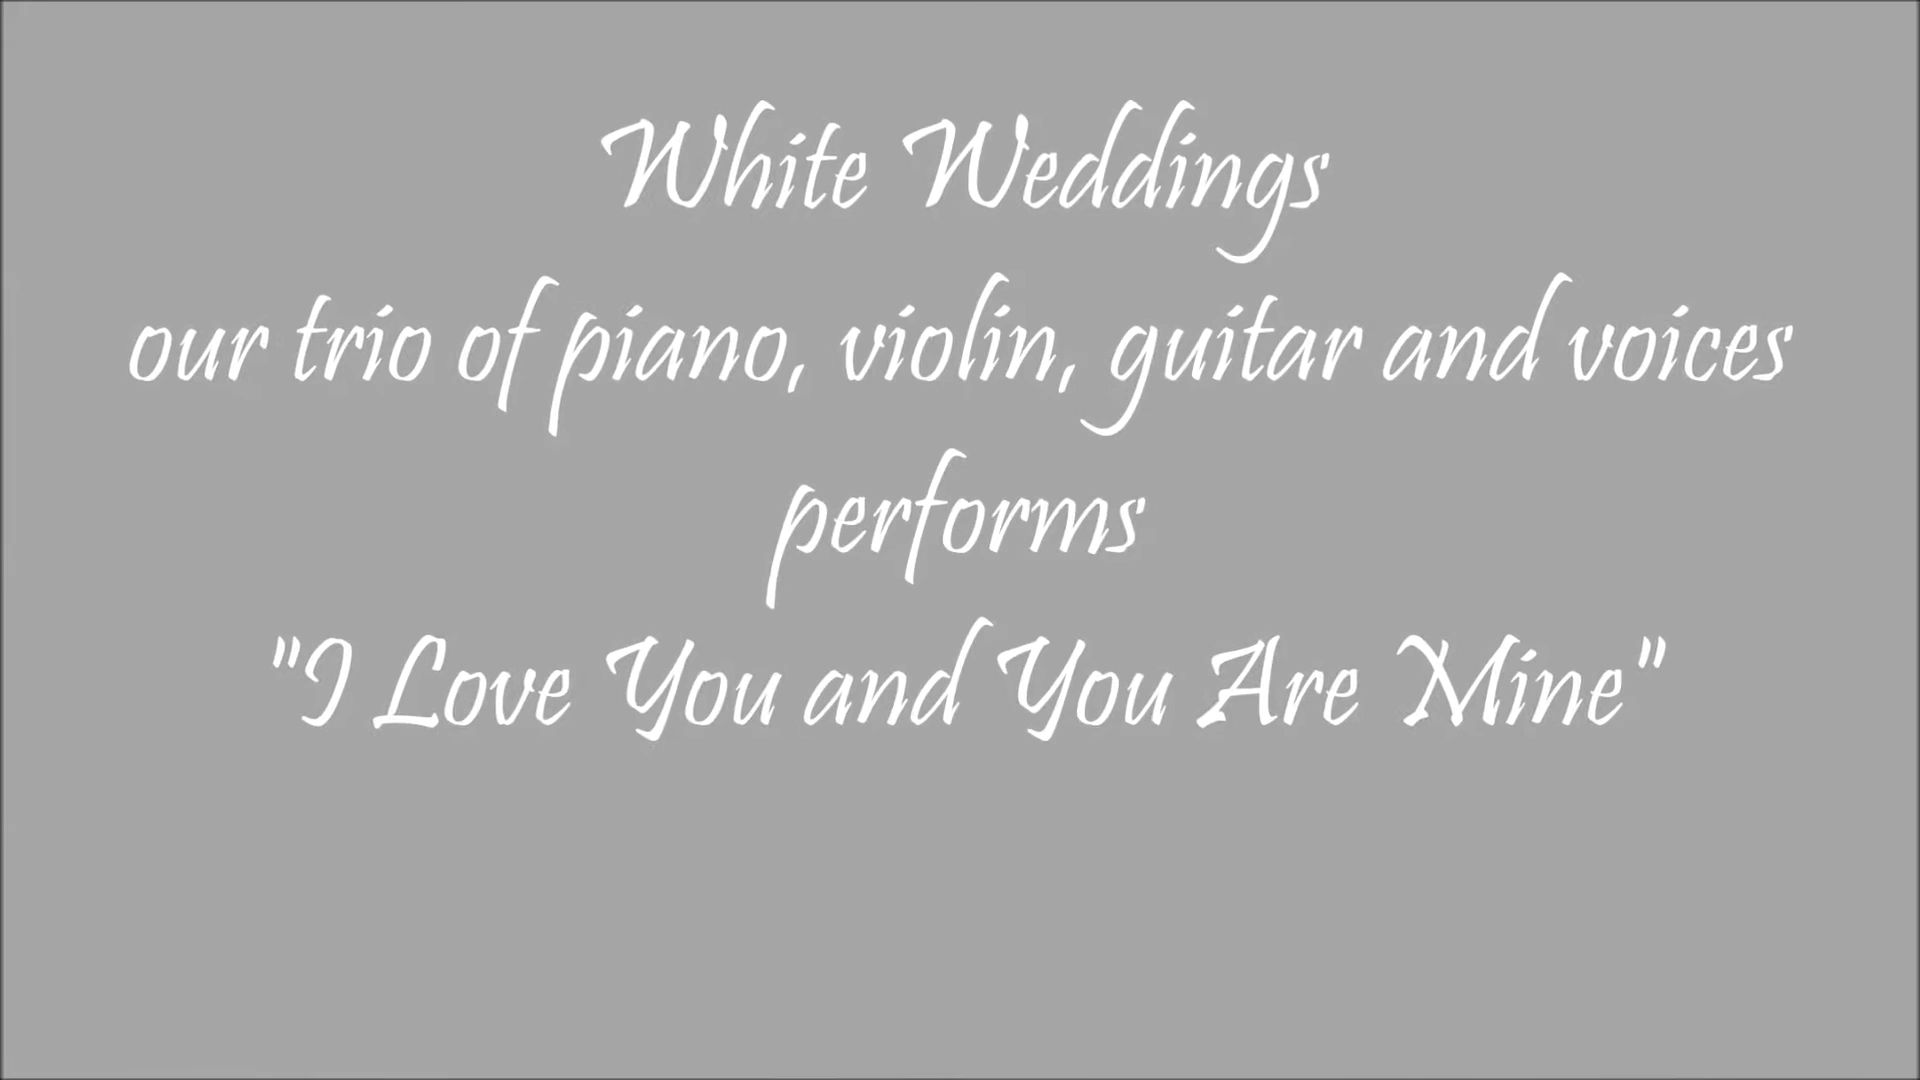 White Weddings
our trio of piano, violin, guitar and voices
performs
"I Love You and You Are Mine"